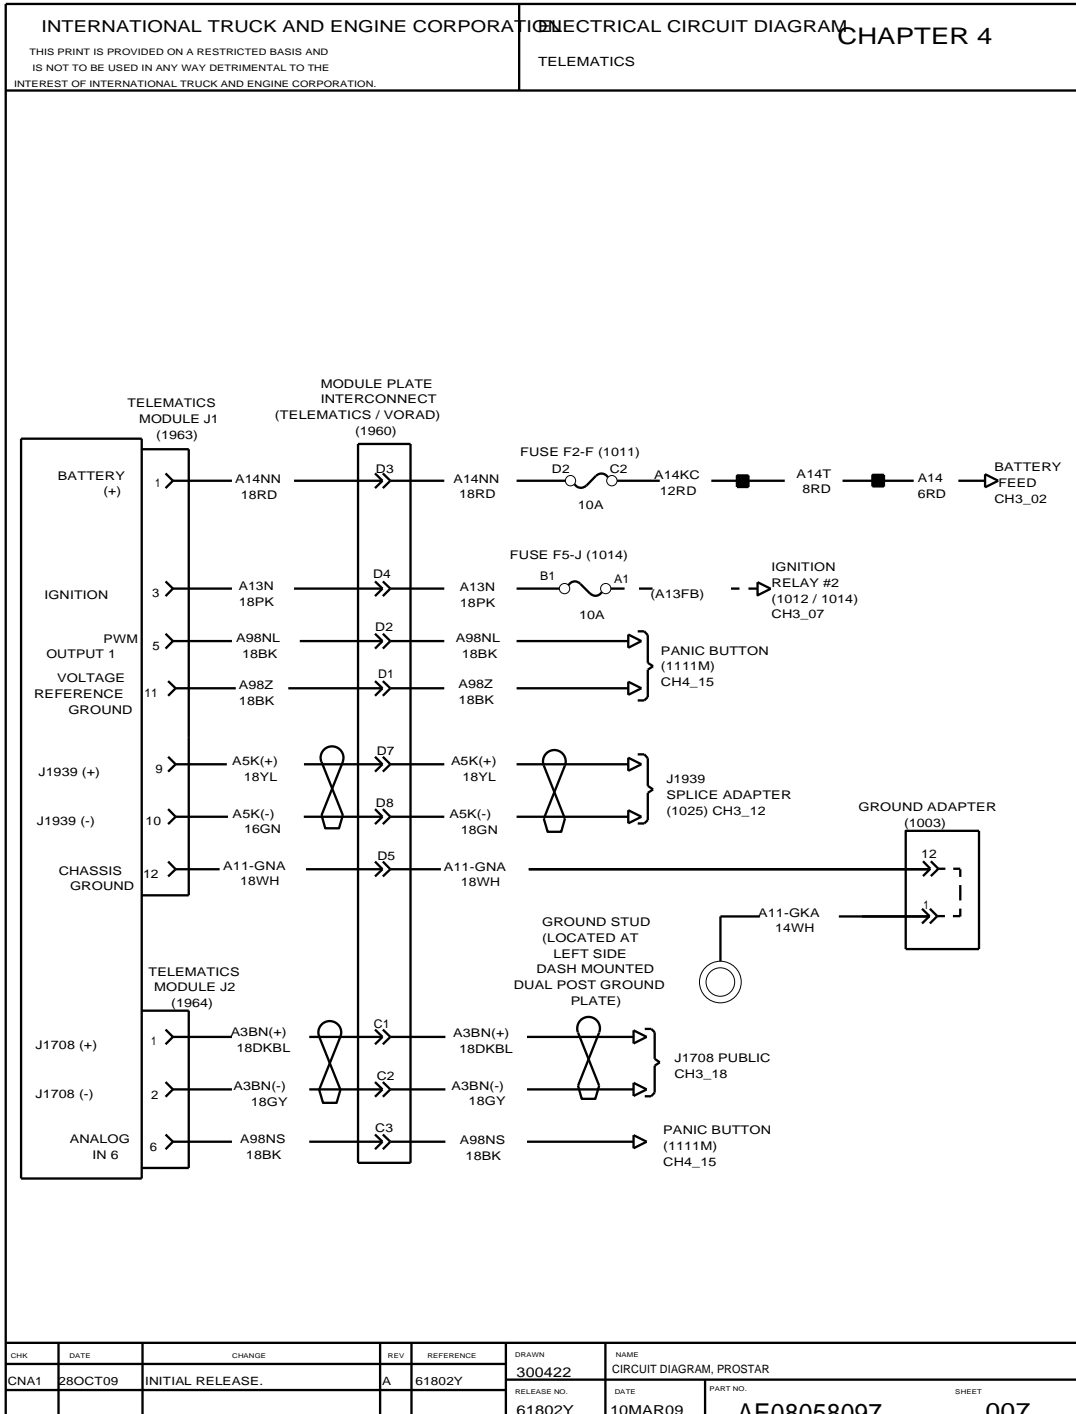 INTERNATIONAL TRUCK AND ENGINE CORPORATION
THIS PRINT IS PROVIDED ON A RESTRICTED BASIS AND
IS NOT TO BE USED IN ANY WAY DETRIMENTAL TO THE
INTEREST OF INTERNATIONAL TRUCK AND ENGINE CORPORATION.
ELECTRICAL CIRCUIT DIAGRAM
TELEMATICS
CHAPTER 4
TELEMATICS
MODULE J1
(1963)
MODULE PLATE
INTERCONNECT
(TELEMATICS / VORAD)
(1960)
BATTERY
(+)
1
A14NN
18RD
D3
A14NN
18RD
FUSE F2-F (1011)
D2
C2
10A
A14KC
12RD
A14T
8RD
A14
6RD
BATTERY
FEED
CH3_02
IGNITION
3
A13N
18PK
D4
A13N
18PK
FUSE F5-J (1014)
B1
A1
10A
(A13FB)
IGNITION
RELAY #2
(1012 / 1014)
CH3_07
PWM
OUTPUT 1
5
A98NL
18BK
D2
A98NL
18BK
PANIC BUTTON
(1111M)
CH4_15
VOLTAGE
REFERENCE
GROUND
11
A98Z
18BK
D1
A98Z
18BK
J1939 (+)
9
A5K(+)
18YL
D7
A5K(+)
18YL
J1939
SPLICE ADAPTER
(1025) CH3_12
J1939 (-)
10
A5K(-)
16GN
D8
A5K(-)
18GN
GROUND ADAPTER
(1003)
CHASSIS
GROUND
12
A11-GNA
18WH
D5
A11-GNA
18WH
12
1
A11-GKA
14WH
GROUND STUD
(LOCATED AT
LEFT SIDE
DASH MOUNTED
DUAL POST GROUND
PLATE)
TELEMATICS
MODULE J2
(1964)
J1708 (+)
1
A3BN(+)
18DKBL
C1
A3BN(+)
18DKBL
J1708 PUBLIC
CH3_18
J1708 (-)
2
A3BN(-)
18GY
C2
A3BN(-)
18GY
ANALOG
IN 6
6
A98NS
18BK
C3
A98NS
18BK
PANIC BUTTON
(1111M)
CH4_15
CHK DATE CHANGE REV REFERENCE
CNA1 28OCT09 INITIAL RELEASE. A 61802Y
DRAWN
300422
NAME
CIRCUIT DIAGRAM, PROSTAR
RELEASE NO.
61802Y
DATE
10MAR09
PART NO.
AE08058097
SHEET
007